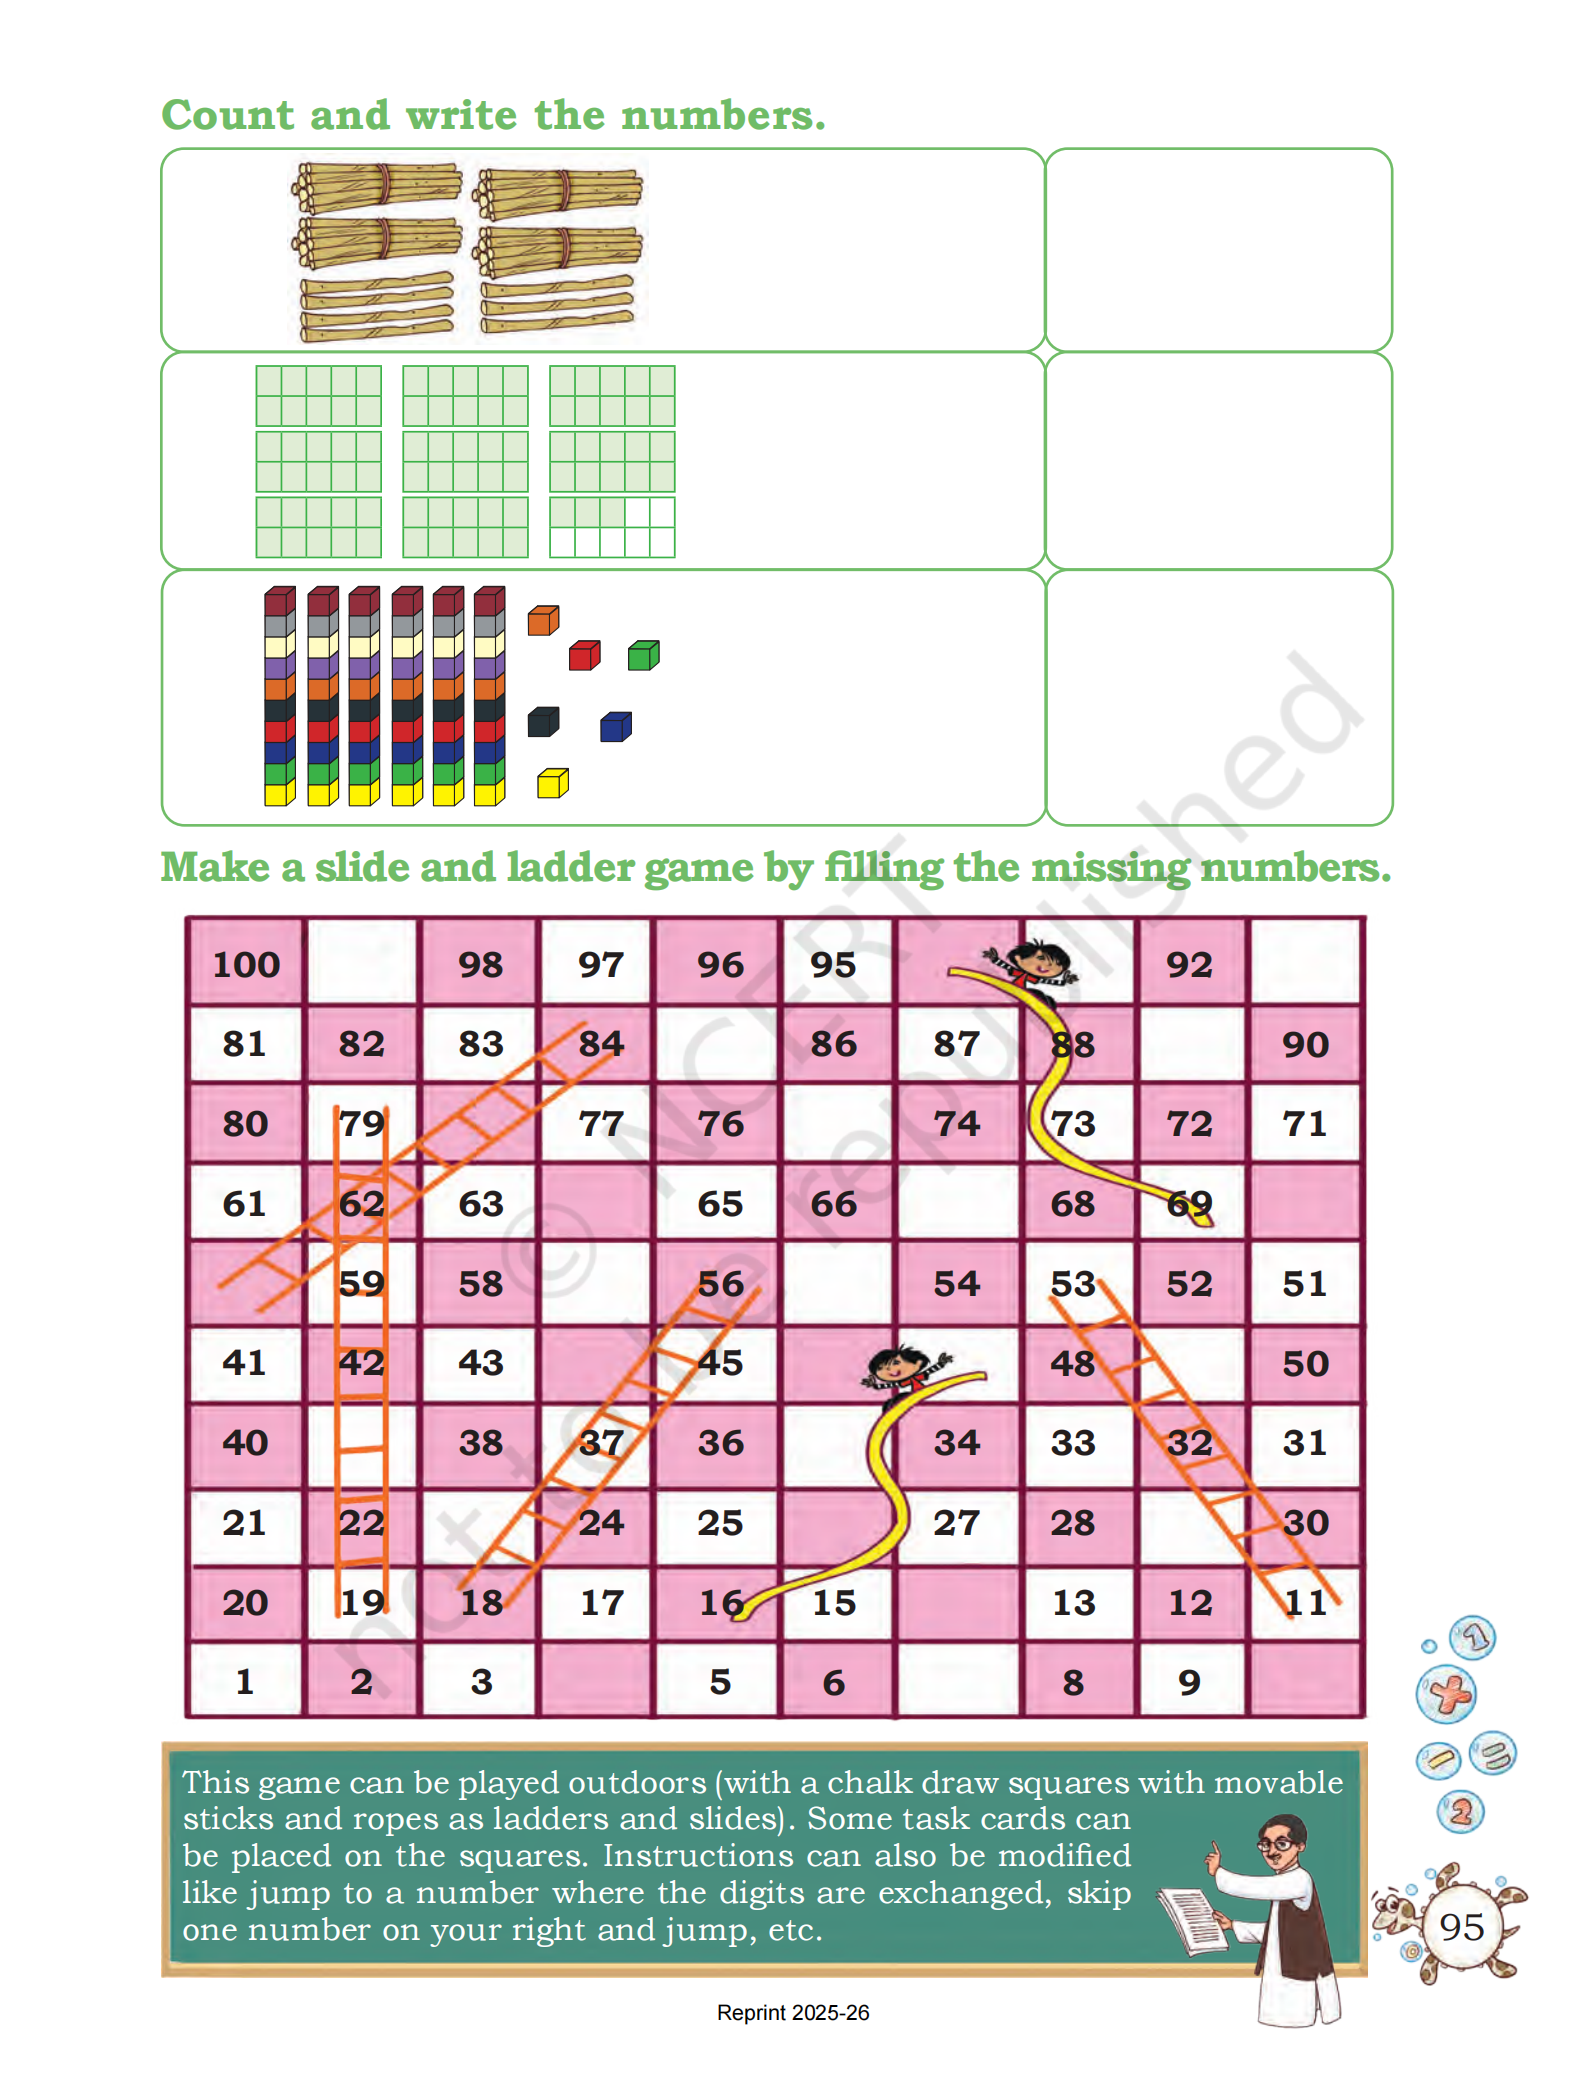 Count and write the numbers.
Make a slide and ladder game by filling the missing numbers.
100 98 97 96 95 92
81 82 83 84 86 87 88 90
80 79 77 76 74 73 72 71
61 62 63 65 66 68 69
59 58 56 54 53 52 51
41 42 43 45 48 50
40 38 37 36 34 33 32 31
21 22 24 25 27 28 30
20 19 18 17 16 15 13 12 11
1 2 3 5 6 8 9
© NCERT
not to be republished
This game can be played outdoors (with a chalk draw squares with movable
sticks and ropes as ladders and slides). Some task cards can
be placed on the squares. Instructions can also be modified
like jump to a number where the digits are exchanged, skip
one number on your right and jump, etc.
1
+
-
=
2
95
Reprint 2025-26